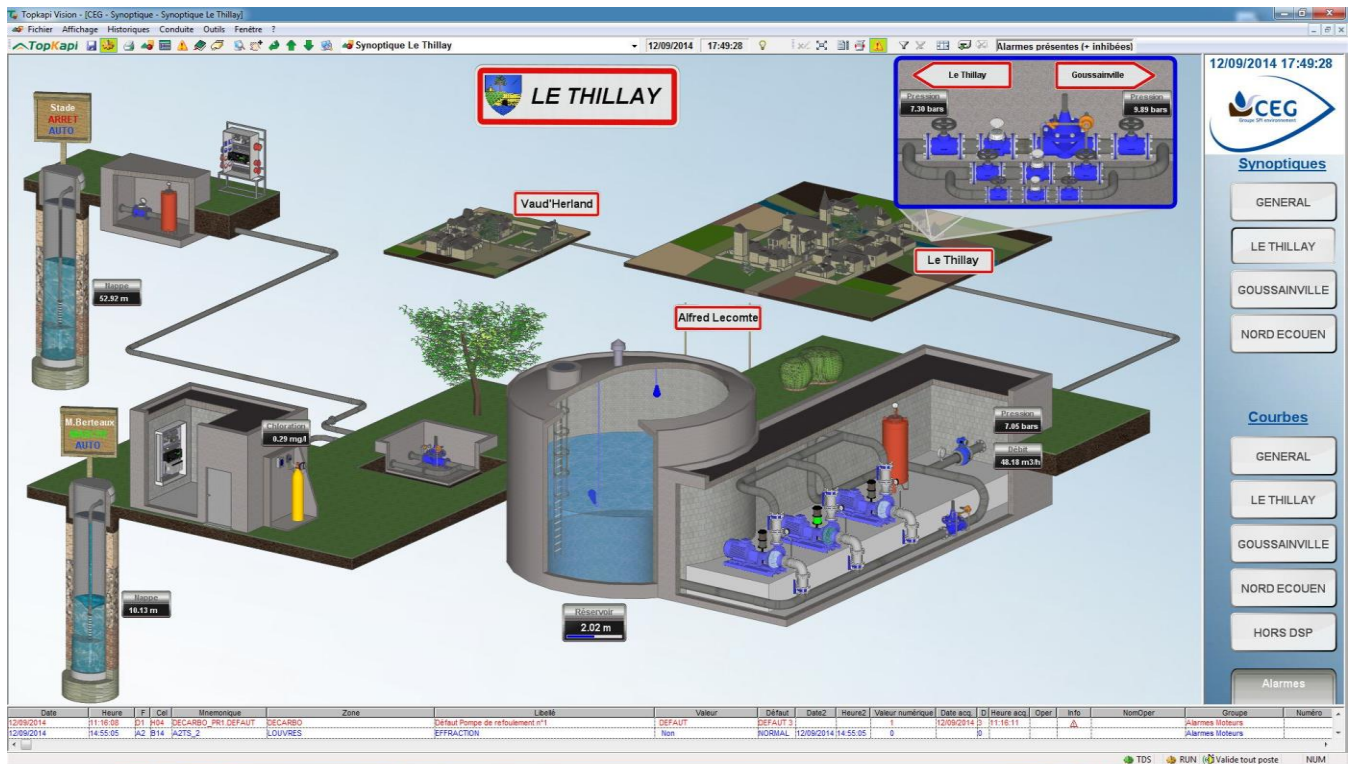 Topkapi Vision - [CEG - Synoptique - Synoptique Le Thillay]
Fichier Affichage Historiques Conduite Outils Fenêtre ?
TopKapi Synoptique Le Thillay 12/09/2014 17:49:28 Alarmes présentes (+ inhibées)
12/09/2014 17:49:28
CEG
Groupe SPI environnement
LE THILLAY
Le Thillay Goussainville
Pression
7.30 bars
Pression
9.89 bars
Stade
ARRET
AUTO
Vaud'Herland
Le Thillay
Nappe
52.92 m
Alfred Lecomte
M.Berteaux
AUTO
Chloration
0.29 mg/l
Pression
7.05 bars
Débit
48.18 m3/h
Nappe
10.13 m
Réservoir
2.02 m
Synoptiques
GENERAL
LE THILLAY
GOUSSAINVILLE
NORD ECOUEN
Courbes
GENERAL
LE THILLAY
GOUSSAINVILLE
NORD ECOUEN
HORS DSP
Alarmes
Date Heure F Cel Mnemonique Zone Libellé Valeur Défaut Date2 Heure2 Valeur numérique Date acq D Heure acq Oper Info NomOper Groupe Numéro
12/09/2014 11:16:08 D1 H04 DECARBO_PR1.DEFAUT DECARBO Défaut Pompe de refoulement n°1 DEFAUT DEFAUT 3 1 12/09/2014 3 11:16:11 Alarmes Moteurs
12/09/2014 14:55:05 A2 B14 A2TS_2 LOUVRES EFFRACTION Non NORMAL 12/09/2014 14:55:05 0 0 Alarmes Moteurs
TDS RUN Valide tout poste NUM